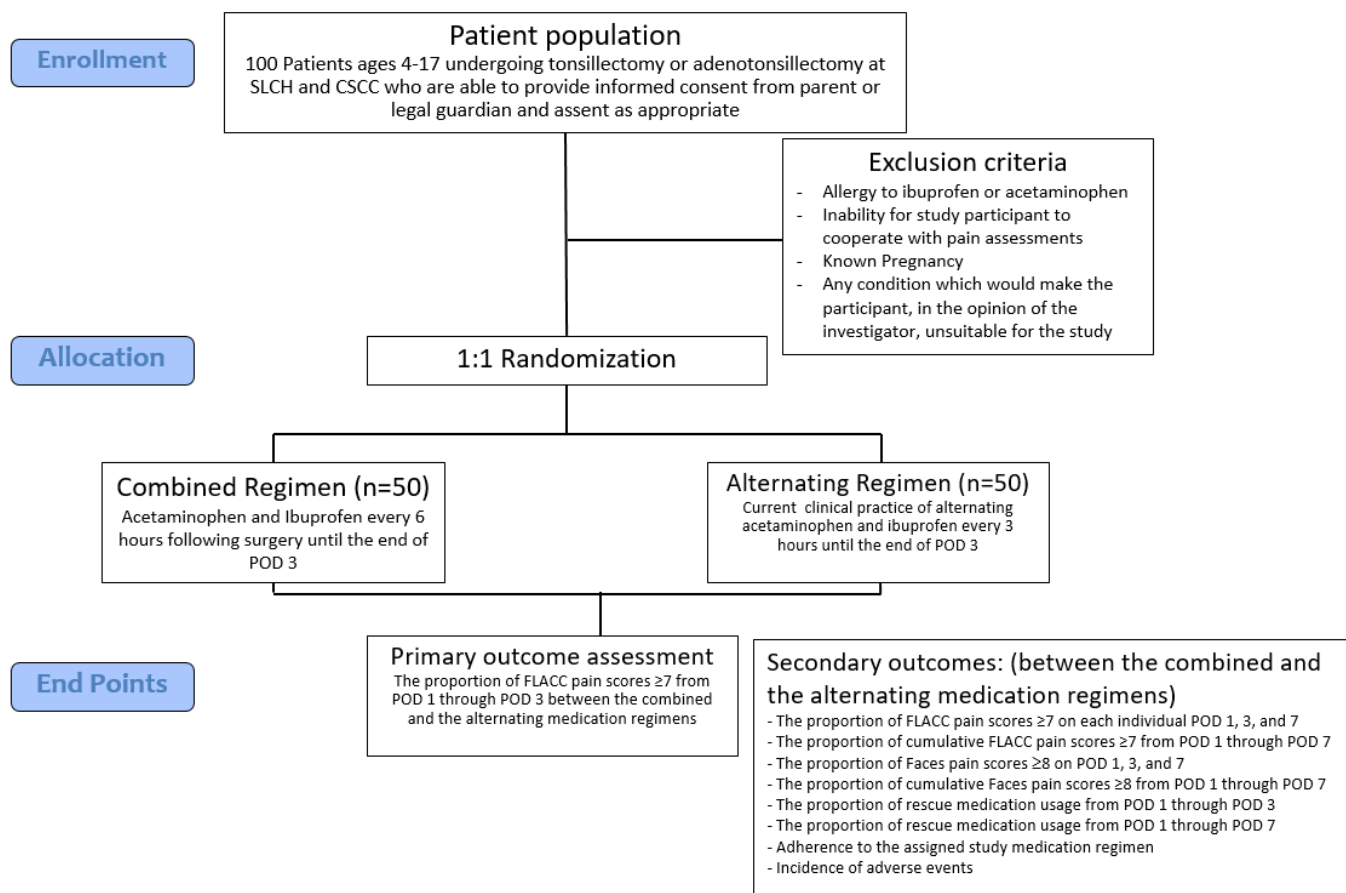 Enrollment
Patient population
100 Patients ages 4-17 undergoing tonsillectomy or adenotonsillectomy at
SLCH and CSCC who are able to provide informed consent from parent or
legal guardian and assent as appropriate
Exclusion criteria
- Allergy to ibuprofen or acetaminophen
- Inability for study participant to
cooperate with pain assessments
- Known Pregnancy
- Any condition which would make the
participant, in the opinion of the
investigator, unsuitable for the study
Allocation
1:1 Randomization
Combined Regimen (n=50)
Acetaminophen and Ibuprofen every 6
hours following surgery until the end of
POD 3
Alternating Regimen (n=50)
Current clinical practice of alternating
acetaminophen and ibuprofen every 3
hours until the end of POD 3
End Points
Primary outcome assessment
The proportion of FLACC pain scores ≥7 from
POD 1 through POD 3 between the combined
and the alternating medication regimens
Secondary outcomes: (between the combined and
the alternating medication regimens)
- The proportion of FLACC pain scores ≥7 on each individual POD 1, 3, and 7
- The proportion of cumulative FLACC pain scores ≥7 from POD 1 through POD 7
- The proportion of Faces pain scores ≥8 on POD 1, 3, and 7
- The proportion of cumulative Faces pain scores ≥8 from POD 1 through POD 7
- The proportion of rescue medication usage from POD 1 through POD 3
- The proportion of rescue medication usage from POD 1 through POD 7
- Adherence to the assigned study medication regimen
- Incidence of adverse events